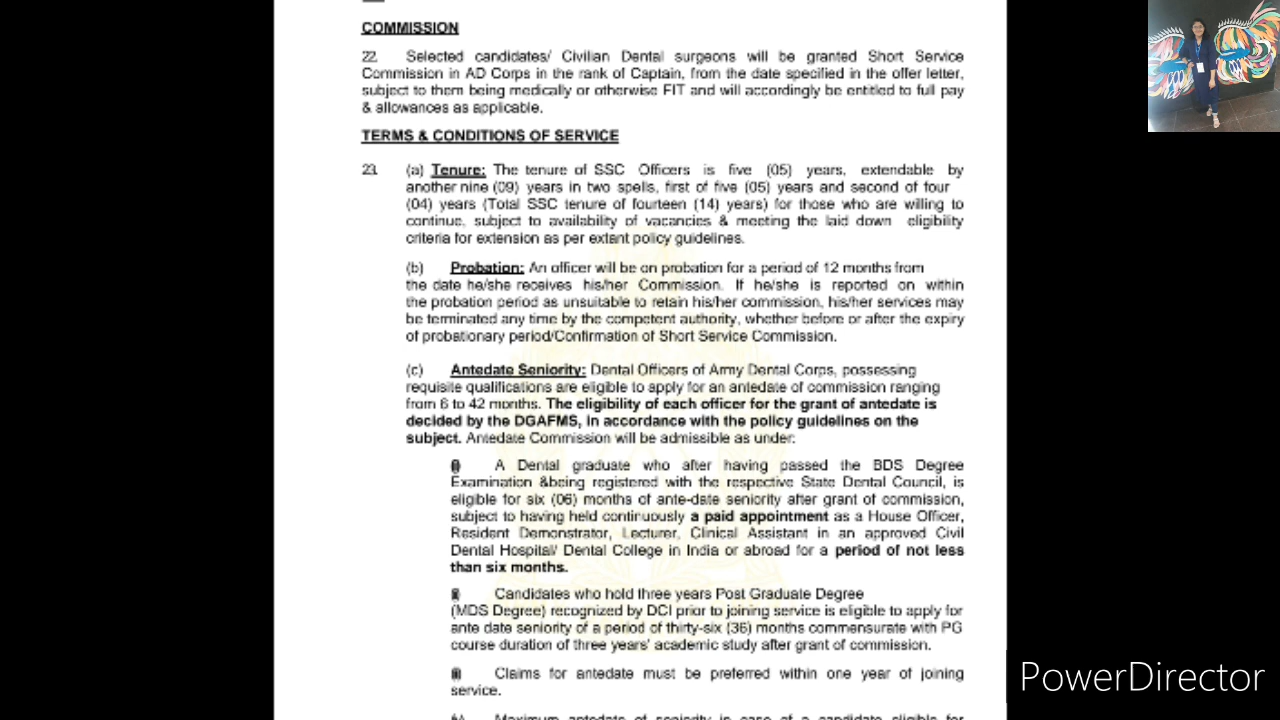 COMMISSION
22. Selected candidates/ Civilian Dental surgeons will be granted Short Service
Commission in AD Corps in the rank of Captain, from the date specified in the offer letter,
subject to them being medically or otherwise FIT and will accordingly be entitled to full pay
& allowances as applicable.
TERMS & CONDITIONS OF SERVICE
23. (a) Tenure: The tenure of SSC Officers is five (05) years, extendable by
another nine (09) years in two spells, first of five (05) years and second of four
(04) years (Total SSC tenure of fourteen (14) years) for those who are willing to
continue, subject to availability of vacancies & meeting the laid down eligibility
criteria for extension as per extant policy guidelines.
(b) Probation: An officer will be on probation for a period of 12 months from
the date he/she receives his/her Commission. If he/she is reported on within
the probation period as unsuitable to retain his/her commission, his/her services may
be terminated any time by the competent authority, whether before or after the expiry
of probationary period/Confirmation of Short Service Commission.
(c) Antedate Seniority: Dental Officers of Army Dental Corps, possessing
requisite qualifications are eligible to apply for an antedate of commission ranging
from 6 to 42 months. The eligibility of each officer for the grant of antedate is
decided by the DGAFMS, in accordance with the policy guidelines on the
subject. Antedate Commission will be admissible as under:
A Dental graduate who after having passed the BDS Degree
Examination &being registered with the respective State Dental Council, is
eligible for six (06) months of ante-date seniority after grant of commission,
subject to having held continuously a paid appointment as a House Officer,
Resident Demonstrator, Lecturer, Clinical Assistant in an approved Civil
Dental Hospital/ Dental College in India or abroad for a period of not less
than six months.
Candidates who hold three years Post Graduate Degree
(MDS Degree) recognized by DCI prior to joining service is eligible to apply for
ante date seniority of a period of thirty-six (36) months commensurate with PG
course duration of three years' academic study after grant of commission.
Claims for antedate must be preferred within one year of joining
service.
Maximum antedate of seniority in case of a candidate eligible for
PowerDirector